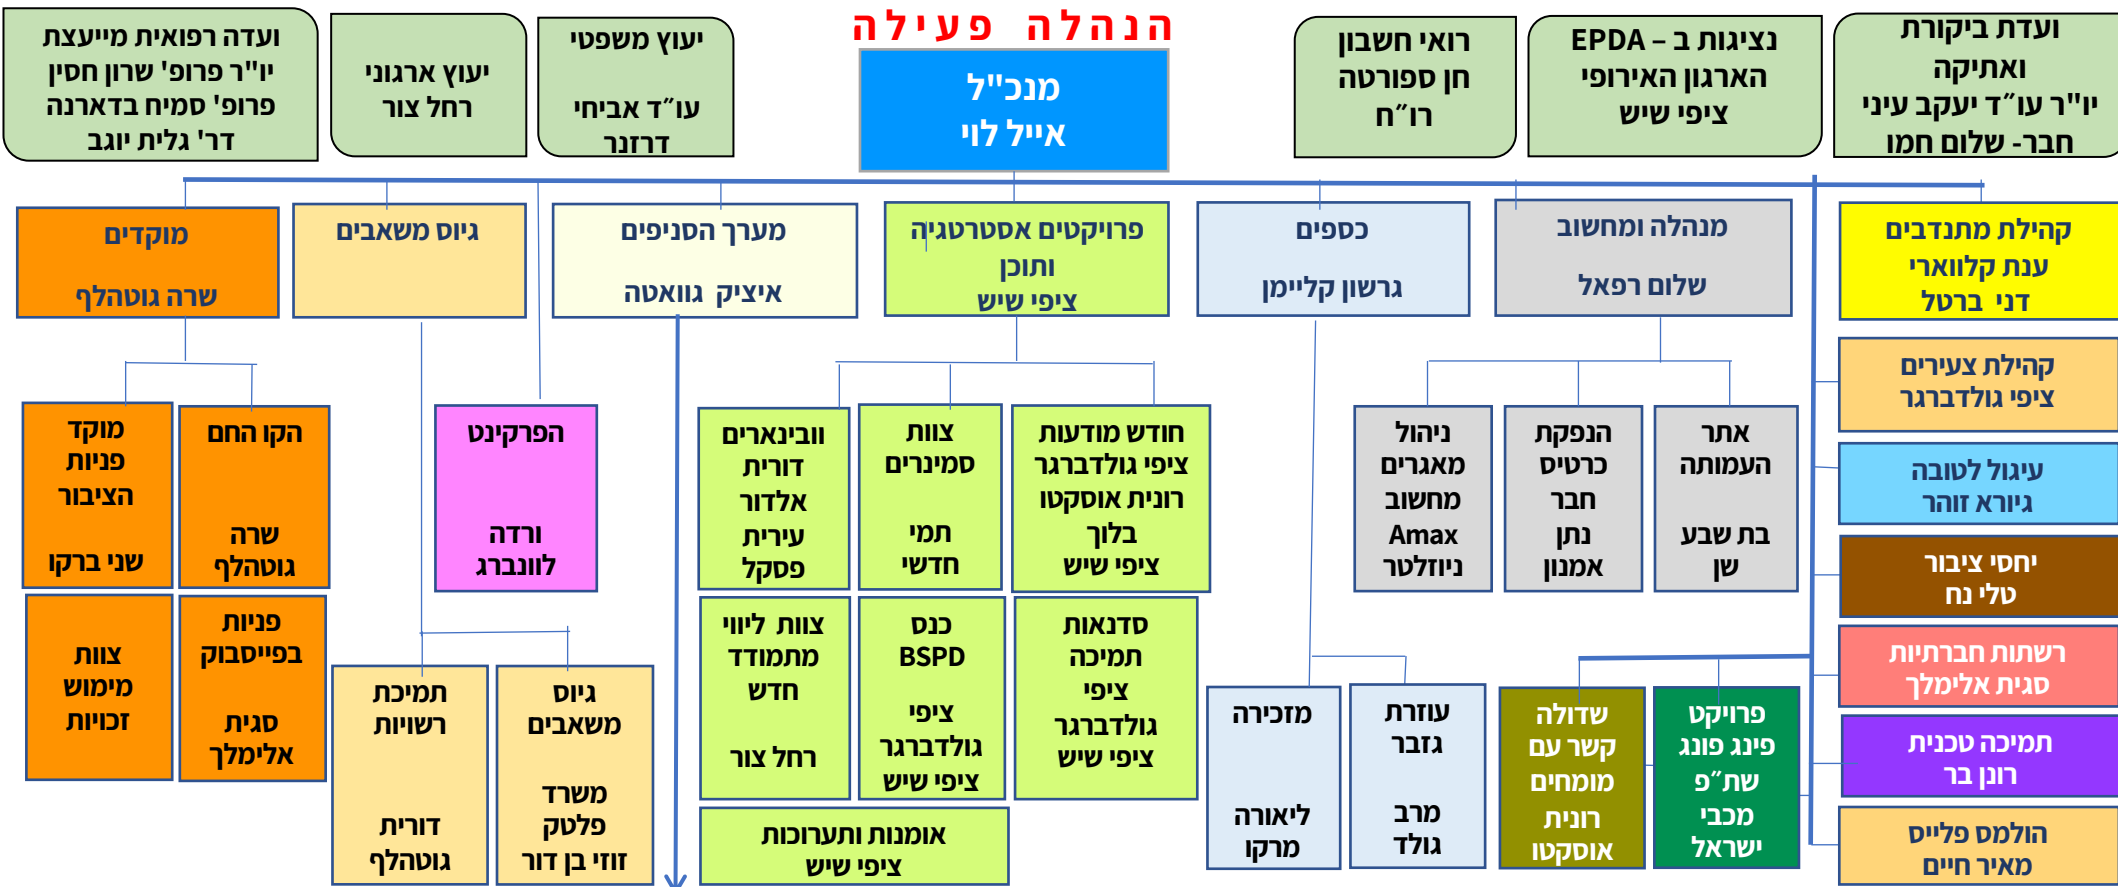 הנהלה פעילה
ועדת ביקורת
ואתיקה
יו"ר עו״ד יעקב עיני
חבר- שלום חמו
נציגות ב – EPDA
הארגון האירופי
ציפי שיש
רואי חשבון
חן ספורטה
רו״ח
מנכ"ל
אייל לוי
יעוץ משפטי
עו״ד אביחי
דרזנר
יעוץ ארגוני
רחל צור
ועדה רפואית מייעצת
יו"ר פרופ' שרון חסין
פרופ' סמיח בדארנה
דר' גלית יוגב
קהילת מתנדבים
ענת קלווארי
דני ברטל
מנהלה ומחשוב
שלום רפאל
כספים
גרשון קליימן
פרויקטים אסטרטגיה
ותוכן
ציפי שיש
מערך הסניפים
איציק גוואטה
גיוס משאבים
מוקדים
שרה גוטהלף
קהילת צעירים
ציפי גולדברגר
עיגול לטובה
גיורא זוהר
יחסי ציבור
טלי נח
רשתות חברתיות
סגית אלימלך
תמיכה טכנית
רונן בר
הולמס פלייס
מאיר חיים
אתר
העמותה
בת שבע
שן
הנפקת
כרטיס
חבר
נתן
אמנון
ניהול
מאגרים
מחשוב
Amax
ניוזלטר
פרויקט
פינג פונג
שת״פ
מכבי
ישראל
שדולה
קשר עם
מומחים
רונית
אוסקטו
עוזרת
גזבר
מרב
גולד
מזכירה
ליאורה
מרקו
חודש מודעות
ציפי גולדברגר
רונית אוסקטו
בלוך
ציפי שיש
צוות
סמינרים
תמי
חדשי
וובינארים
דורית
אלדור
עירית
פסקל
סדנאות
תמיכה
ציפי
גולדברגר
ציפי שיש
כנס
BSPD
ציפי
גולדברגר
ציפי שיש
צוות ליווי
מתמודד
חדש
רחל צור
אומנות ותערוכות
ציפי שיש
הפרקינט
ורדה
לוונברג
גיוס
משאבים
משרד
פלטק
זוזי בן דור
תמיכת
רשויות
דורית
גוטהלף
הקו החם
שרה
גוטהלף
מוקד
פניות
הציבור
שני ברקו
פניות
בפייסבוק
סגית
אלימלך
צוות
מימוש
זכויות